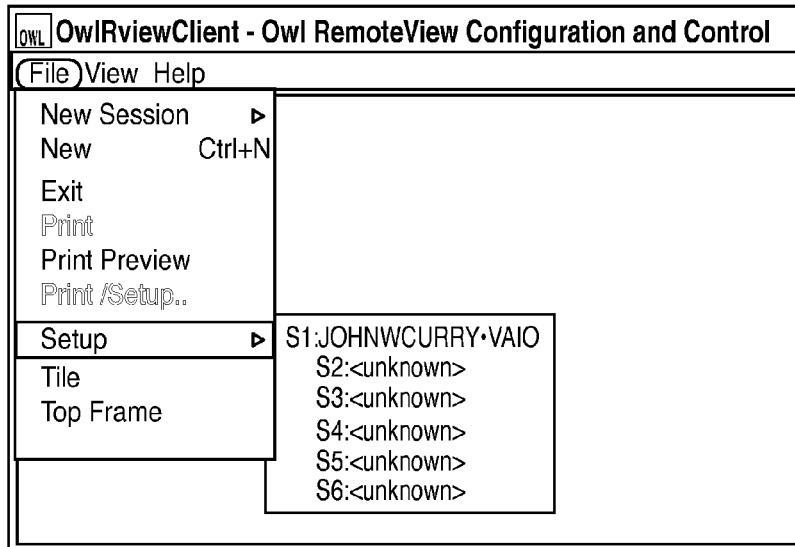 OWL OwlRviewClient - Owl RemoteView Configuration and Control
File View Help
New Session
New Ctrl+N
Exit
Print
Print Preview
Print /Setup..
Setup
Tile
Top Frame
S1:JOHNWCURRY•VAIO
S2:<unknown>
S3:<unknown>
S4:<unknown>
S5:<unknown>
S6:<unknown>